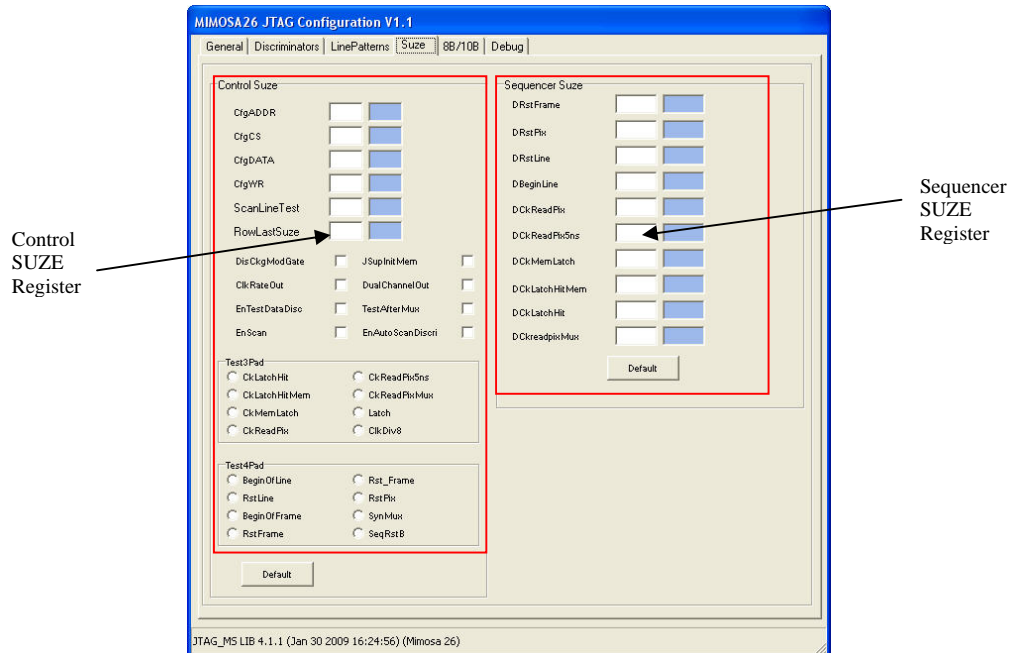 MIMOSA26 JTAG Configuration V1.1
General Discriminators LinePatterns Suze 8B/10B Debug
Control Suze
CfgADDR
CfgCS
CfgDATA
CfgWR
ScanLineTest
RowLastSuze
DisCkgModGate JSupInitMem
ClkRateOut DualChannelOut
EnTestDataDisc TestAfterMux
EnScan EnAutoScanDiscri
Test3Pad
CkLatchHit CkReadPix5ns
CkLatchHitMem CkReadPixMux
CkMemLatch Latch
CkReadPix ClkDiv8
Test4Pad
BeginOfLine Rst_Frame
RstLine RstPix
BeginOfFrame SynMux
RstFrame SeqRstB
Default
Sequencer Suze
DRstFrame
DRstPix
DRstLine
DBeginLine
DCkReadPix
DCkReadPix5ns
DCkMemLatch
DCkLatchHitMem
DCkLatchHit
DCkreadpixMux
Default
Control
SUZE
Register
Sequencer
SUZE
Register
JTAG_MS LIB 4.1.1 (Jan 30 2009 16:24:56) (Mimosa 26)